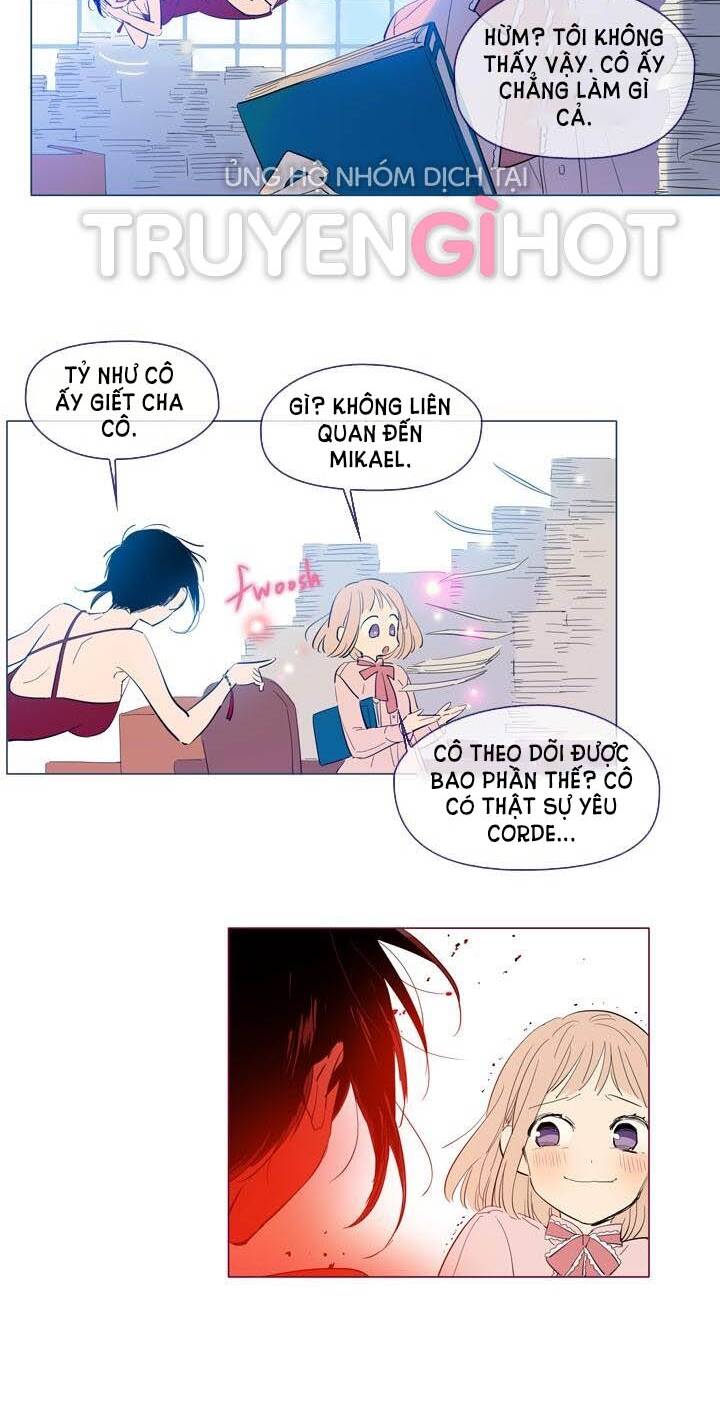 HỪM? TÔI KHÔNG
THẤY VẬY. CÔ ẤY
CHẲNG LÀM GÌ
CẢ.
ỦNG HỘ NHÓM DỊCH TẠI
TRUYENGÌHOT
TỶ NHƯ CÔ
ẤY GIẾT CHA
CÔ.
GÌ? KHÔNG LIÊN
QUAN ĐẾN
MIKAEL.
fwoosh
CÔ THEO DÕI ĐƯỢC
BAO PHẦN THẾ? CÔ
CÓ THẬT SỰ YÊU
CORDE...